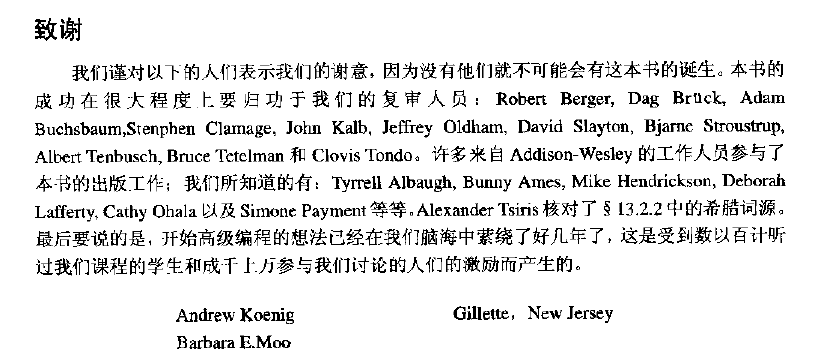 致谢
我们谨对以下的人们表示我们的谢意，因为没有他们就不可能会有这本书的诞生。本书的
成功在很大程度上要归功于我们的复审人员：Robert Berger, Dag Brück, Adam
Buchsbaum,Stenphen Clamage, John Kalb, Jeffrey Oldham, David Slayton, Bjarne Stroustrup,
Albert Tenbusch, Bruce Tetelman 和 Clovis Tondo。许多来自 Addison-Wesley 的工作人员参与了
本书的出版工作；我们所知道的有：Tyrrell Albaugh, Bunny Ames, Mike Hendrickson, Deborah
Lafferty, Cathy Ohala 以及 Simone Payment 等等。Alexander Tsiris 核对了 § 13.2.2 中的希腊词源。
最后要说的是，开始高级编程的想法已经在我们脑海中萦绕了好几年了，这是受到数以百计听
过我们课程的学生和成千上万参与我们讨论的人们的激励而产生的。
Andrew Koenig Gillette，New Jersey
Barbara E.Moo